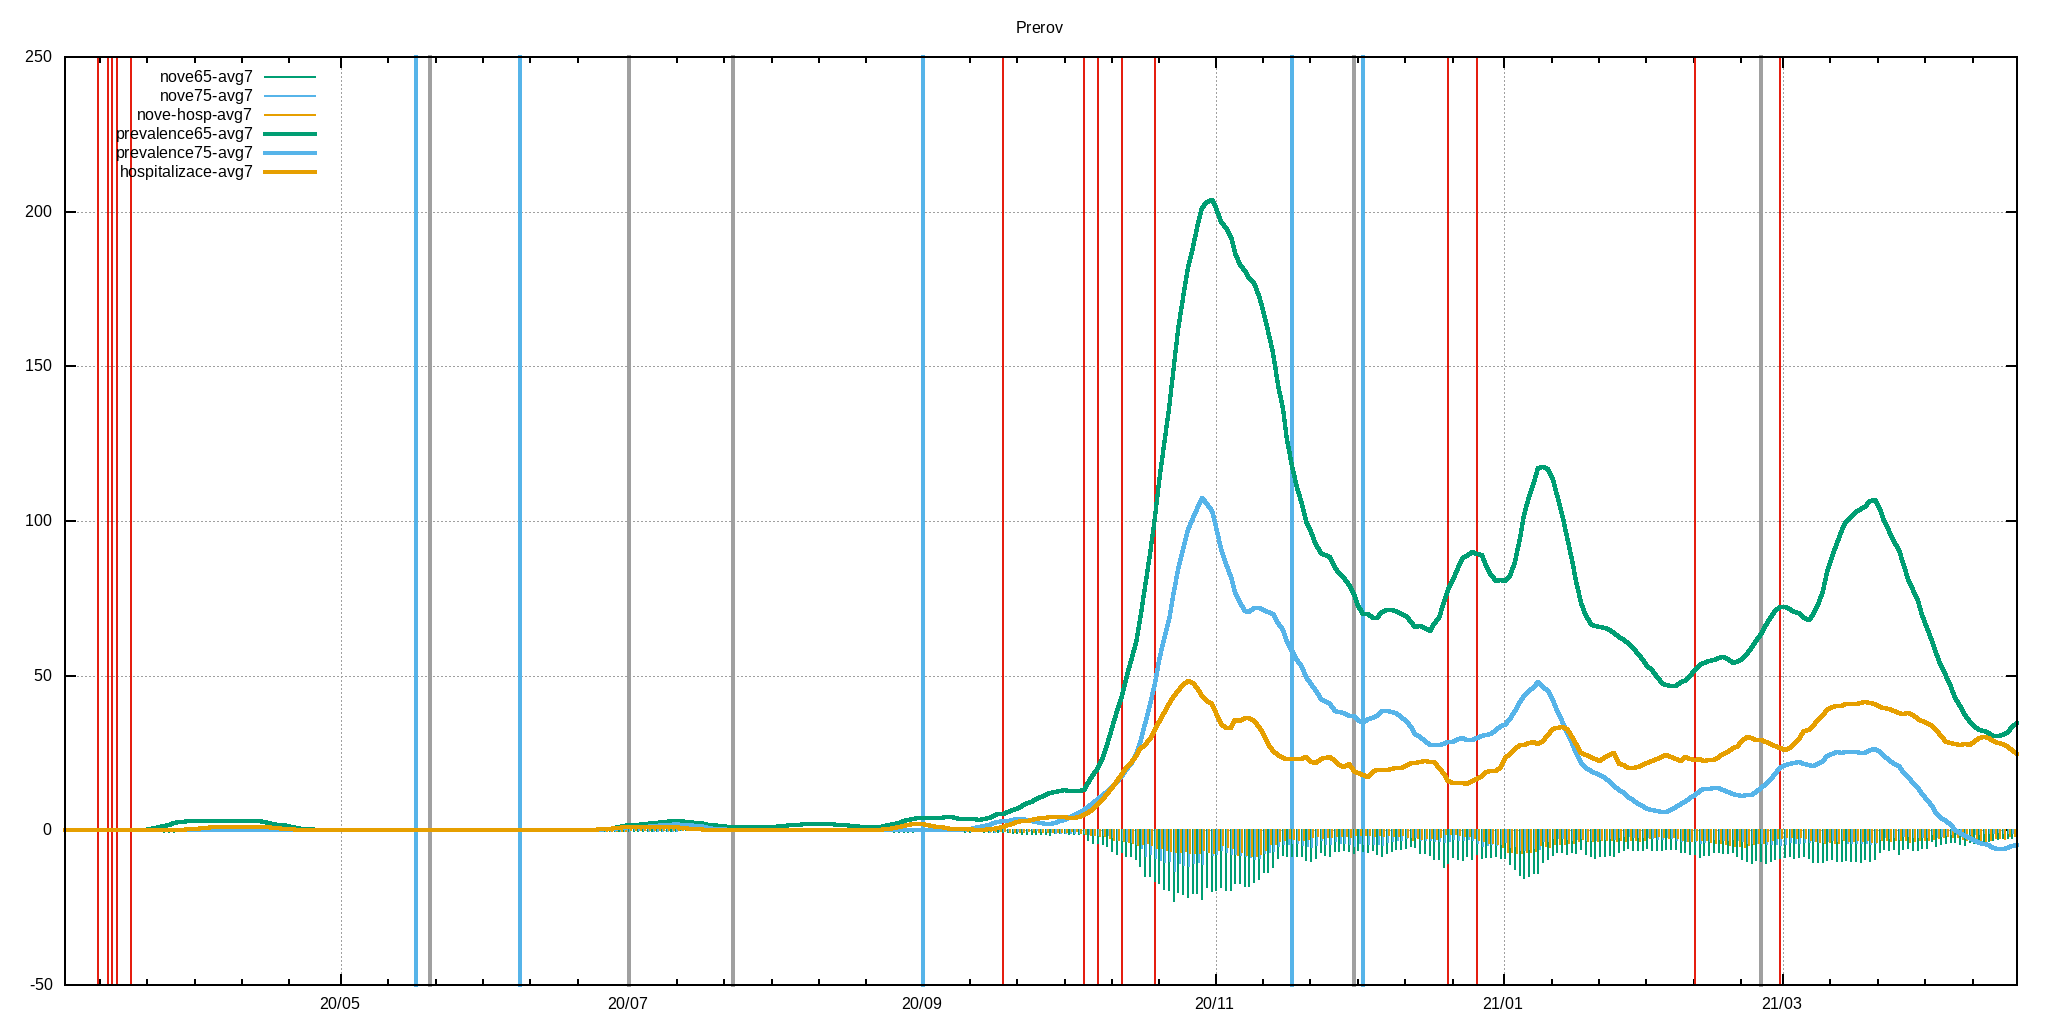 Prerov
250
nove65-avg7
nove75-avg7
nove-hosp-avg7
prevalence65-avg7
prevalence75-avg7
hospitalizace-avg7
200
150
100
50
0
-50
20/05 20/07 20/09 20/11 21/01 21/03